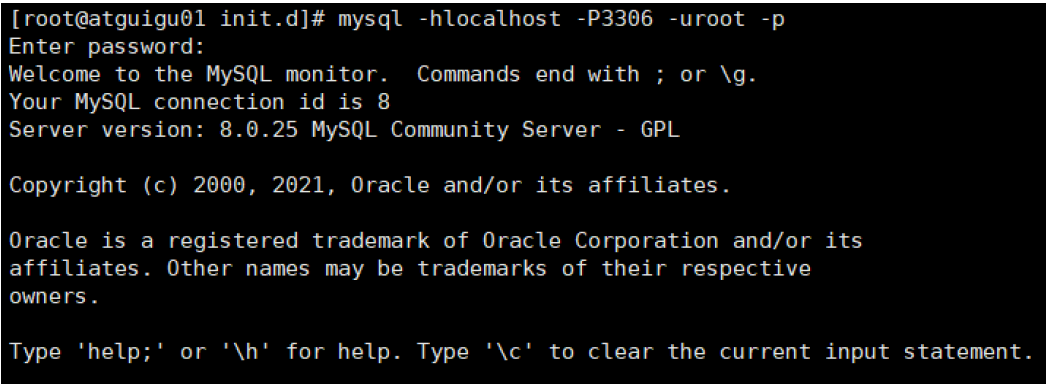 [root@atguigu01 init.d]# mysql -hlocalhost -P3306 -uroot -p
Enter password:
Welcome to the MySQL monitor.  Commands end with ; or \g.
Your MySQL connection id is 8
Server version: 8.0.25 MySQL Community Server - GPL
Copyright (c) 2000, 2021, Oracle and/or its affiliates.
Oracle is a registered trademark of Oracle Corporation and/or its
affiliates. Other names may be trademarks of their respective
owners.
Type 'help;' or '\h' for help. Type '\c' to clear the current input statement.